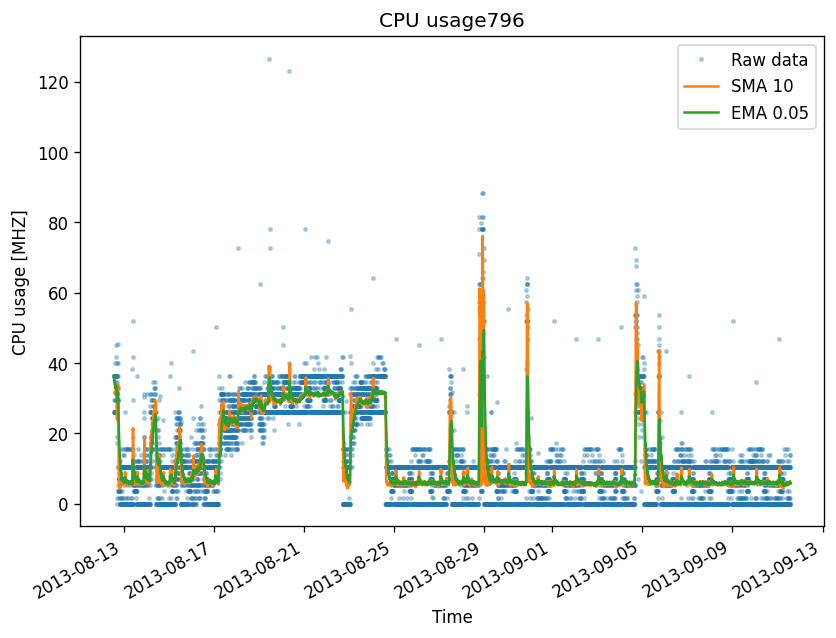 CPU usage796
Raw data
SMA 10
EMA 0.05
CPU usage [MHZ]
120
100
80
60
40
20
0
2013-08-13
2013-08-17
2013-08-21
2013-08-25
2013-08-29
2013-09-01
2013-09-05
2013-09-09
2013-09-13
Time